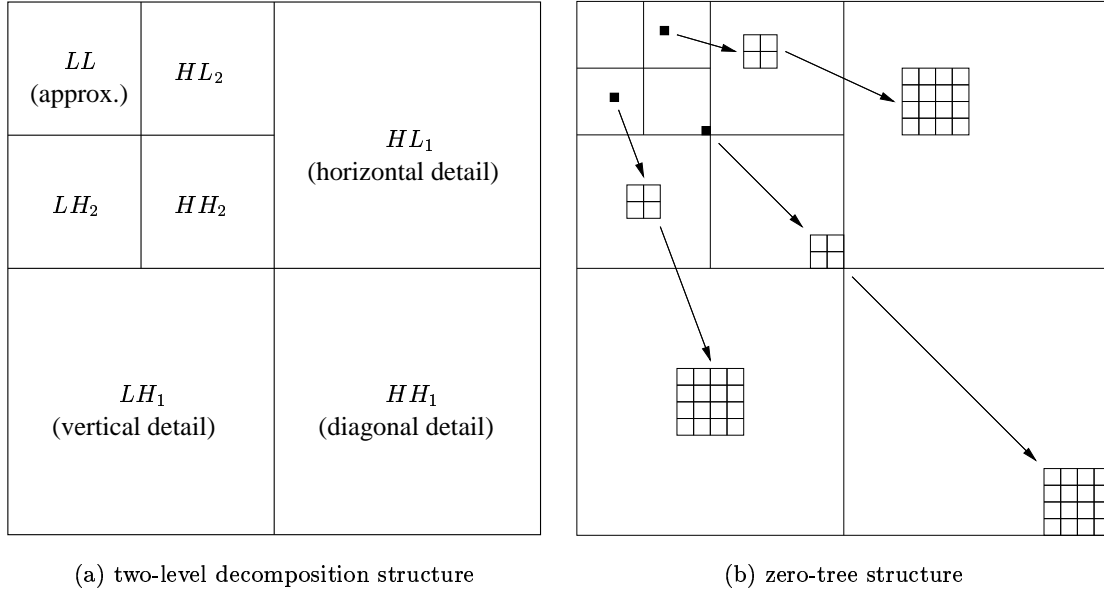 LL
(approx.)
HL₂
HL₁
(horizontal detail)
LH₂
HH₂
LH₁
(vertical detail)
HH₁
(diagonal detail)
(a) two-level decomposition structure
(b) zero-tree structure